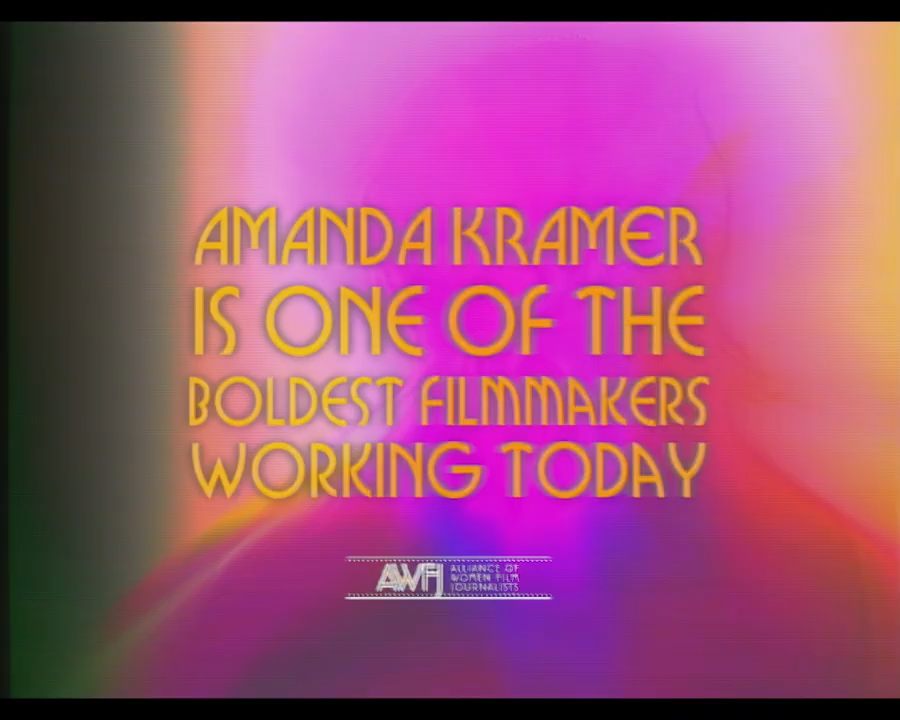 AMANDA KRAMER
IS ONE OF THE
BOLDEST FILMMAKERS
WORKING TODAY
AWFJ
ALLIANCE OF
WOMEN FILM
JOURNALISTS